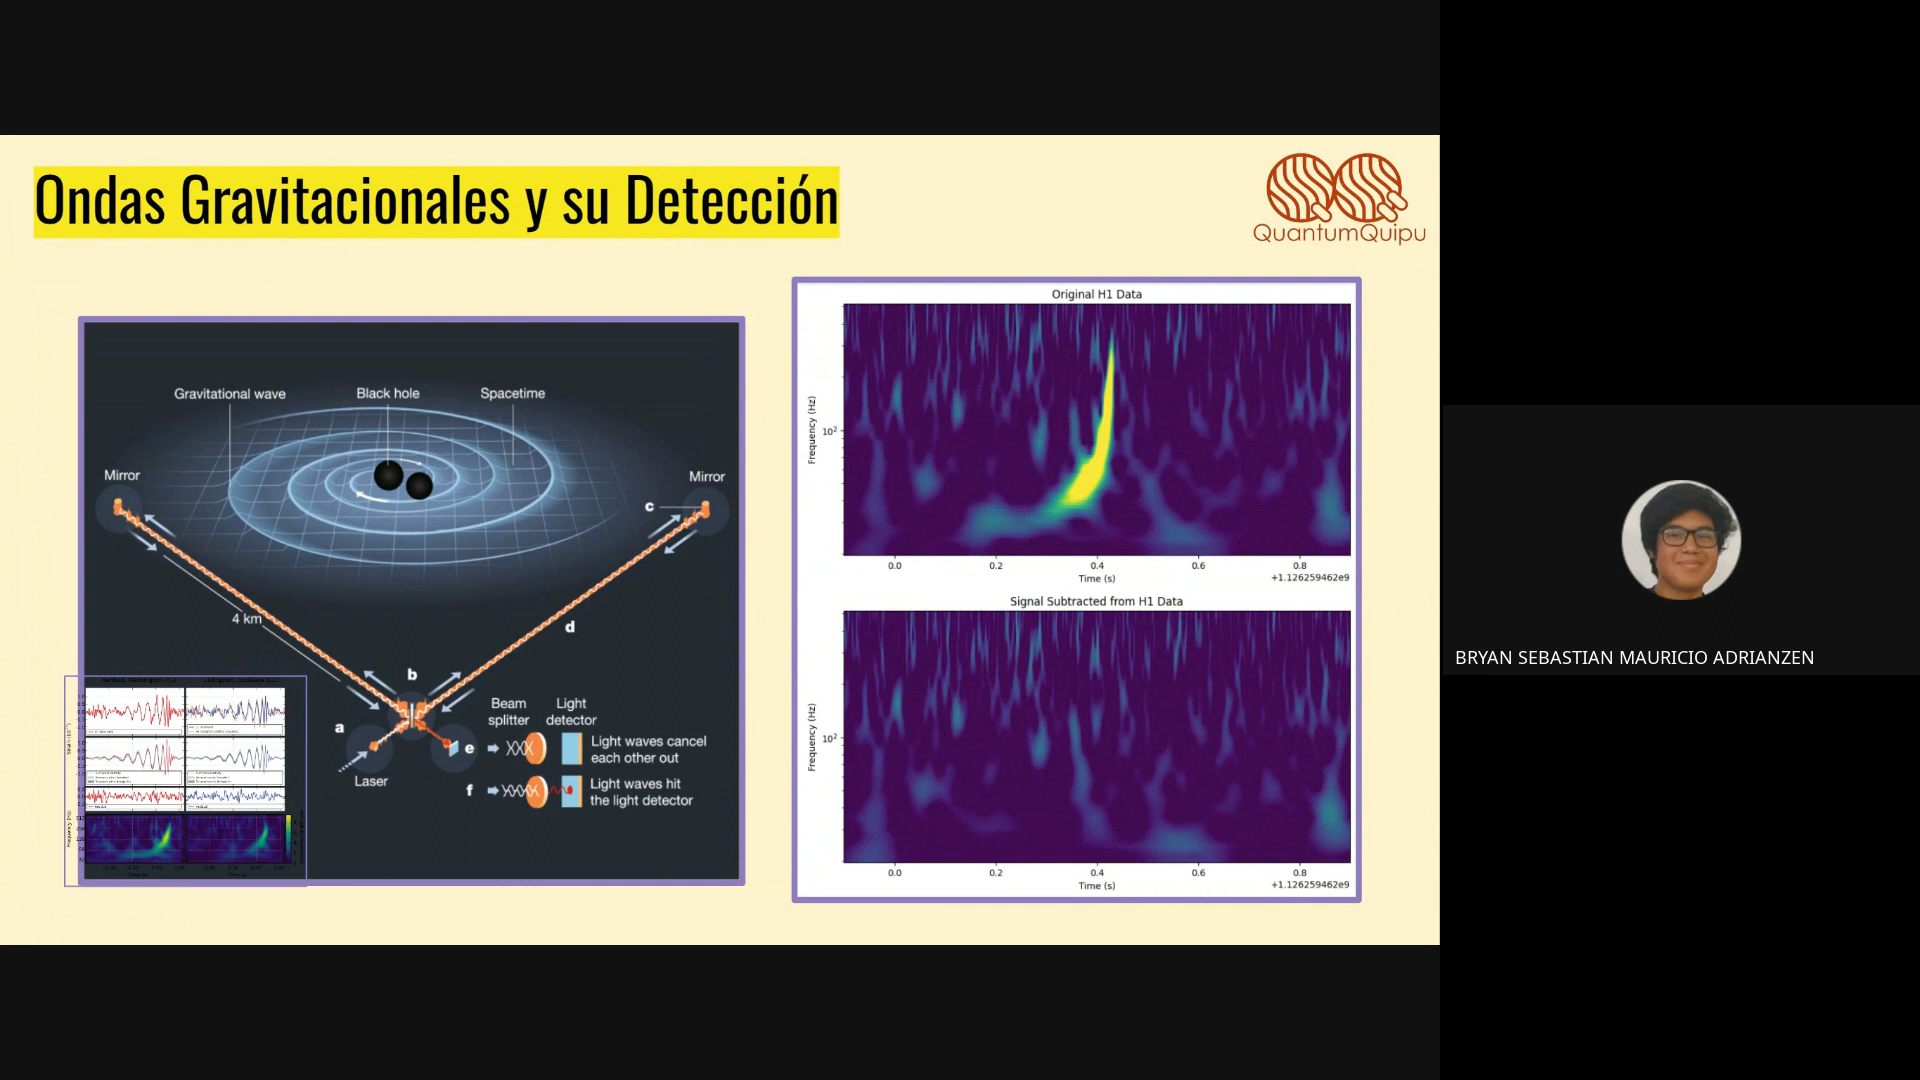 Ondas Gravitacionales y su Detección
QuantumQuipu
Gravitational wave
Black hole
Spacetime
Mirror
Mirror
c
4 km
d
b
a
Laser
Beam
splitter
Light
detector
e
Light waves cancel
each other out
f
Light waves hit
the light detector
Original H1 Data
Frequency (Hz)
10²
0.0 0.2 0.4 0.6 0.8
Time (s)
+1.126259462e9
Signal Subtracted from H1 Data
Frequency (Hz)
10²
0.0 0.2 0.4 0.6 0.8
Time (s)
+1.126259462e9
BRYAN SEBASTIAN MAURICIO ADRIANZEN